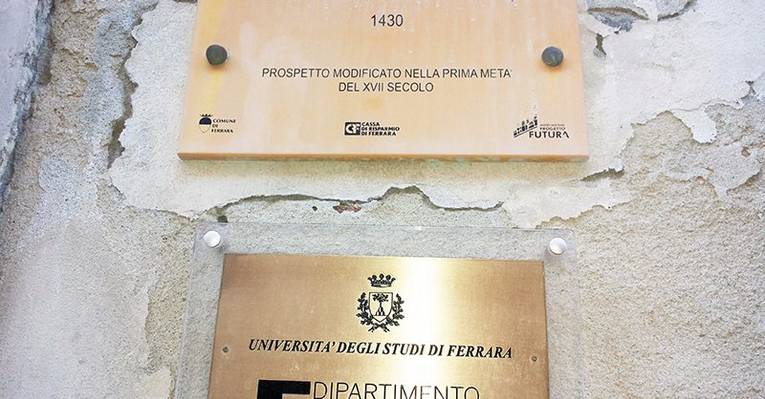 1430
PROSPETTO MODIFICATO NELLA PRIMA META'
DEL XVII SECOLO
COMUNE
DI
FERRARA
CASSA
DI RISPARMIO
DI FERRARA
PROGETTO
FUTURA
UNIVERSITA' DEGLI STUDI DI FERRARA
DIPARTIMENTO